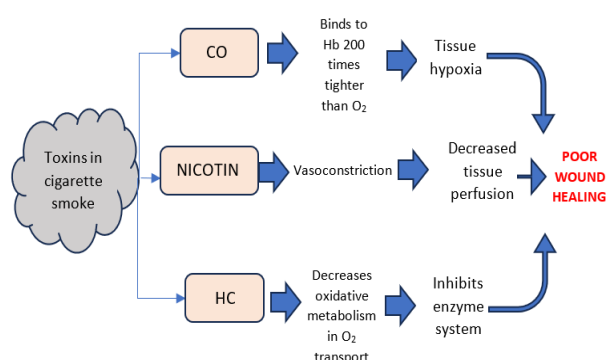 Toxins in
cigarette
smoke
CO
Binds to
Hb 200
times
tighter
than O₂
Tissue
hypoxia
NICOTIN
Vasoconstriction
Decreased
tissue
perfusion
POOR
WOUND
HEALING
HC
Decreases
oxidative
metabolism
in O₂
transport
Inhibits
enzyme
system